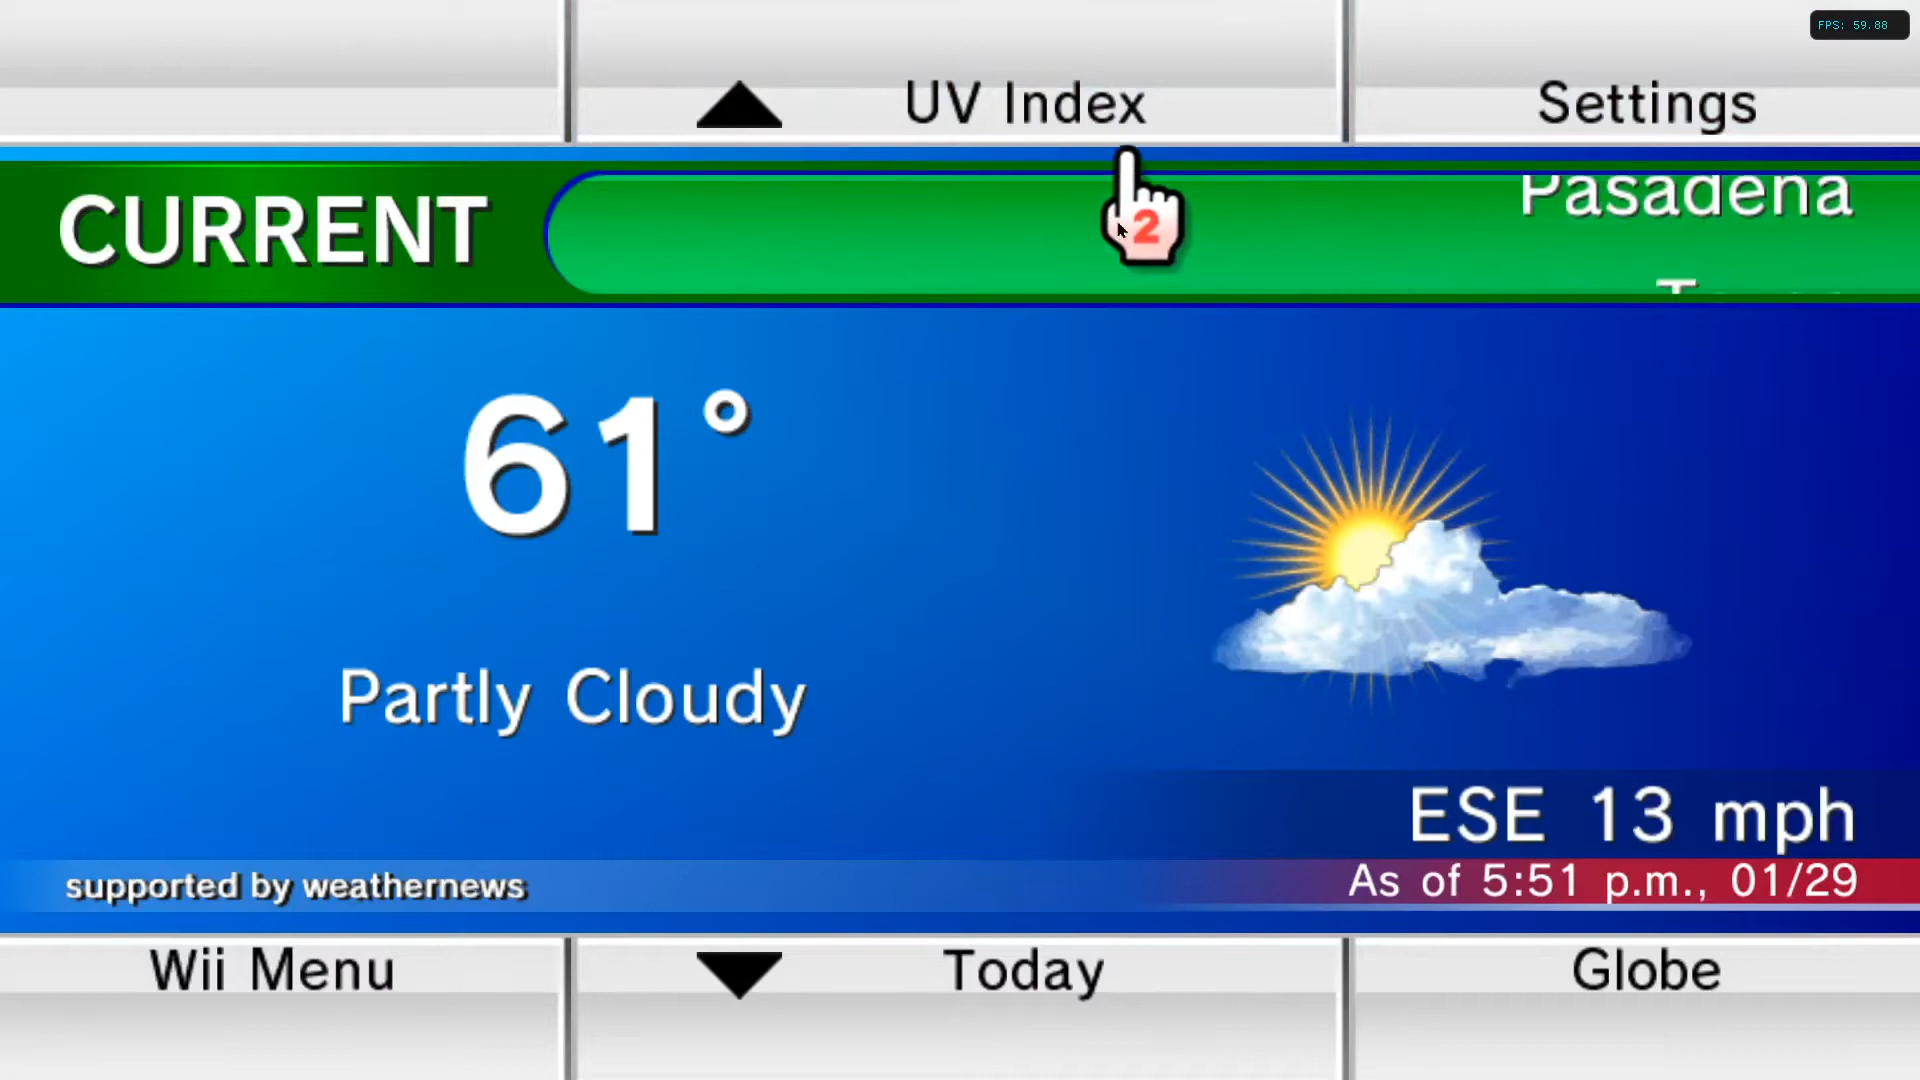 FPS: 59.88
UV Index
Settings
CURRENT
Pasadena
2
61°
Partly Cloudy
ESE 13 mph
supported by weathernews
As of 5:51 p.m., 01/29
Wii Menu
Today
Globe